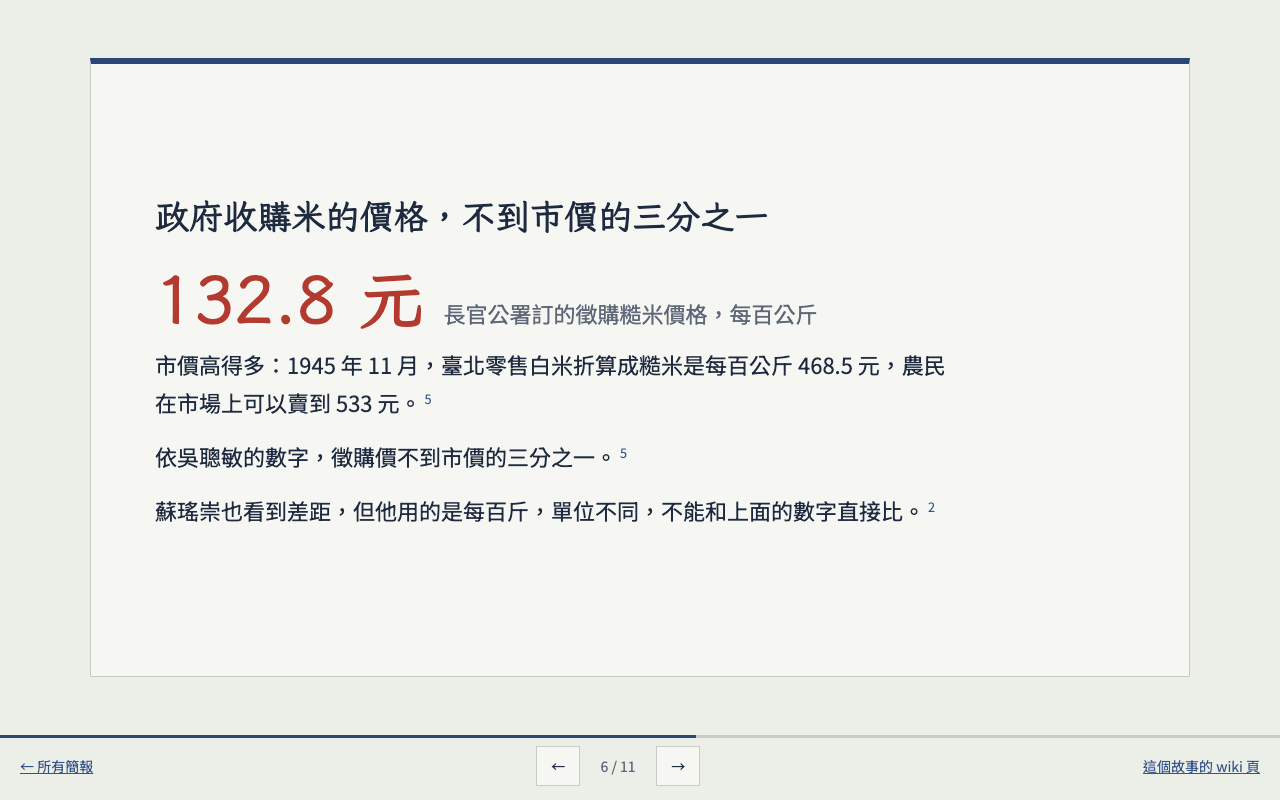 政府收購米的價格，不到市價的三分之一
132.8 元 長官公署訂的徵購糙米價格，每百公斤
市價高得多：1945 年 11 月，臺北零售白米折算成糙米是每百公斤 468.5 元，農民
在市場上可以賣到 533 元。5
依吳聰敏的數字，徵購價不到市價的三分之一。5
蘇瑤崇也看到差距，但他用的是每百斤，單位不同，不能和上面的數字直接比。2
← 所有簡報
←
6 / 11
→
這個故事的 wiki 頁